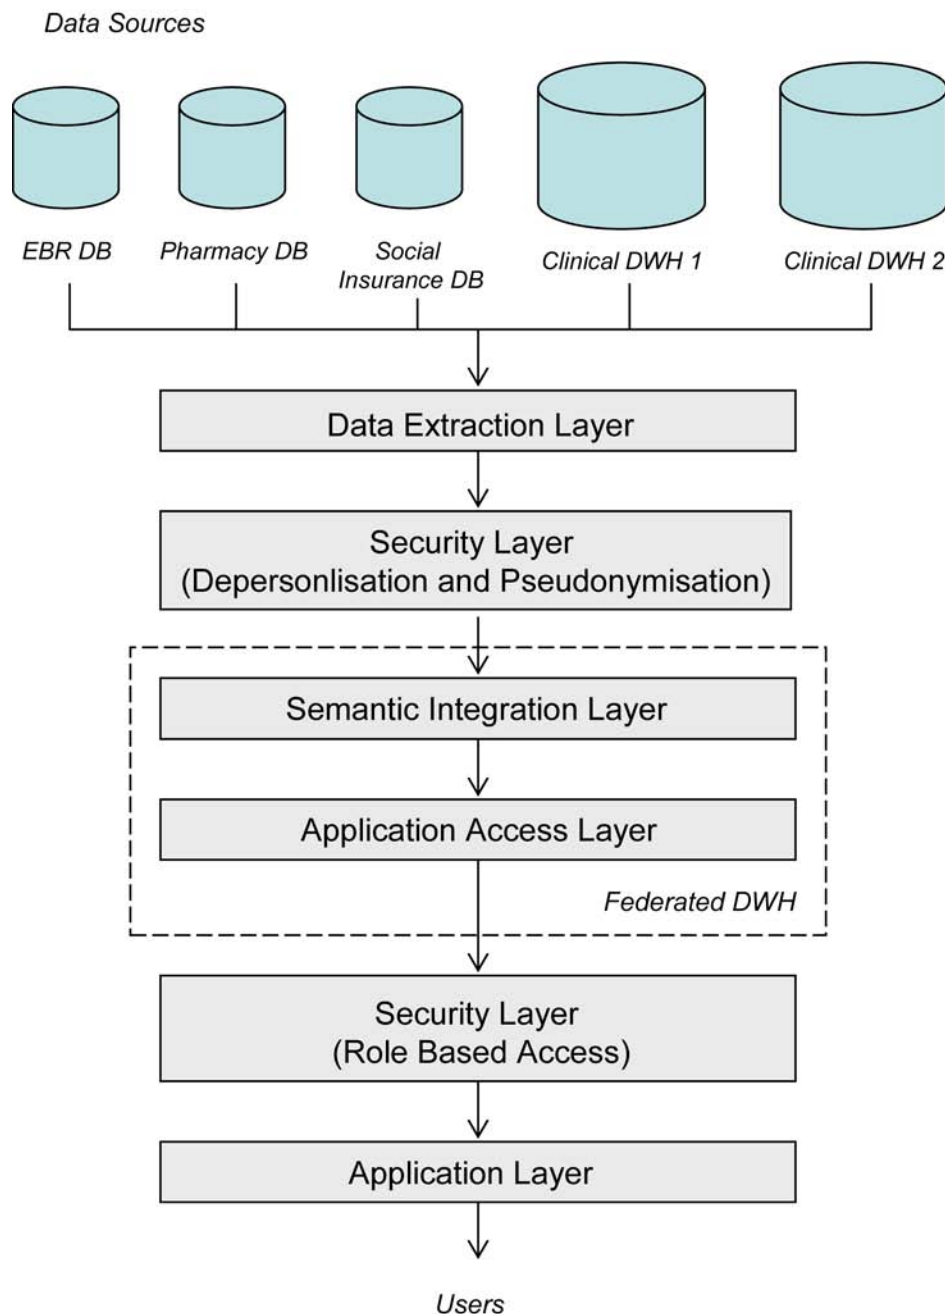 Data Sources
EBR DB
Pharmacy DB
Social
Insurance DB
Clinical DWH 1
Clinical DWH 2
Data Extraction Layer
Security Layer
(Depersonlisation and Pseudonymisation)
Semantic Integration Layer
Application Access Layer
Federated DWH
Security Layer
(Role Based Access)
Application Layer
Users